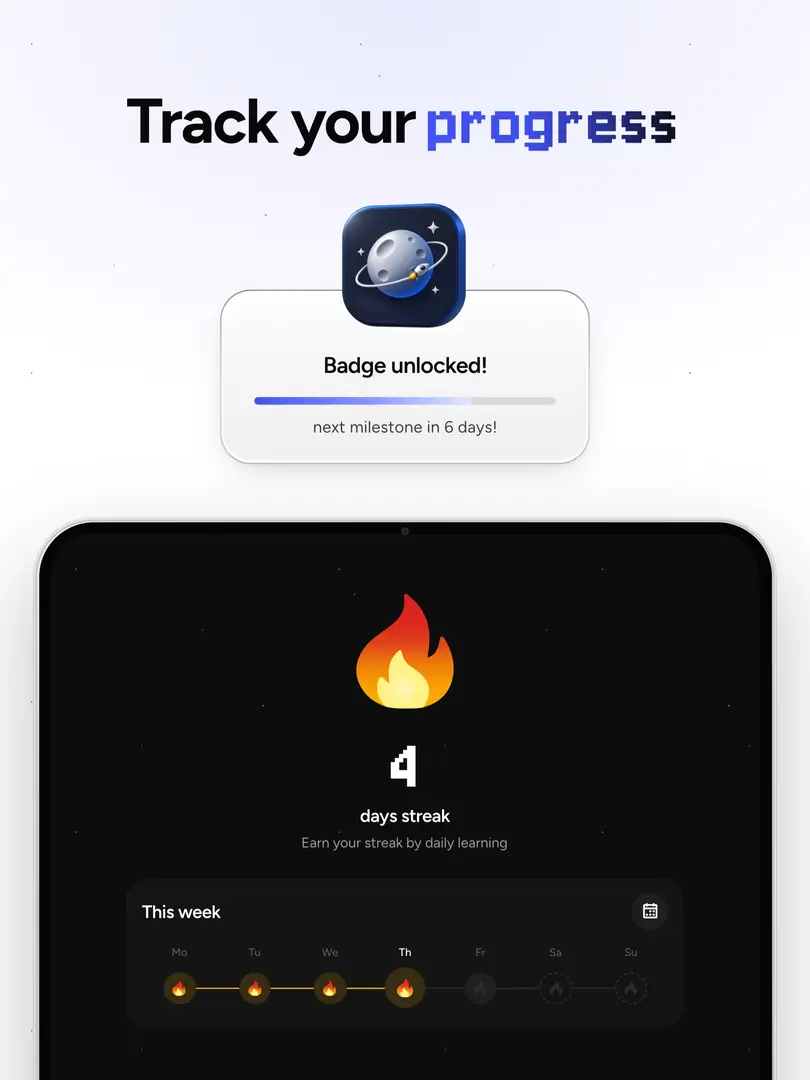 Track your progress
Badge unlocked!
next milestone in 6 days!
4
days streak
Earn your streak by daily learning
This week
Mo Tu We Th Fr Sa Su